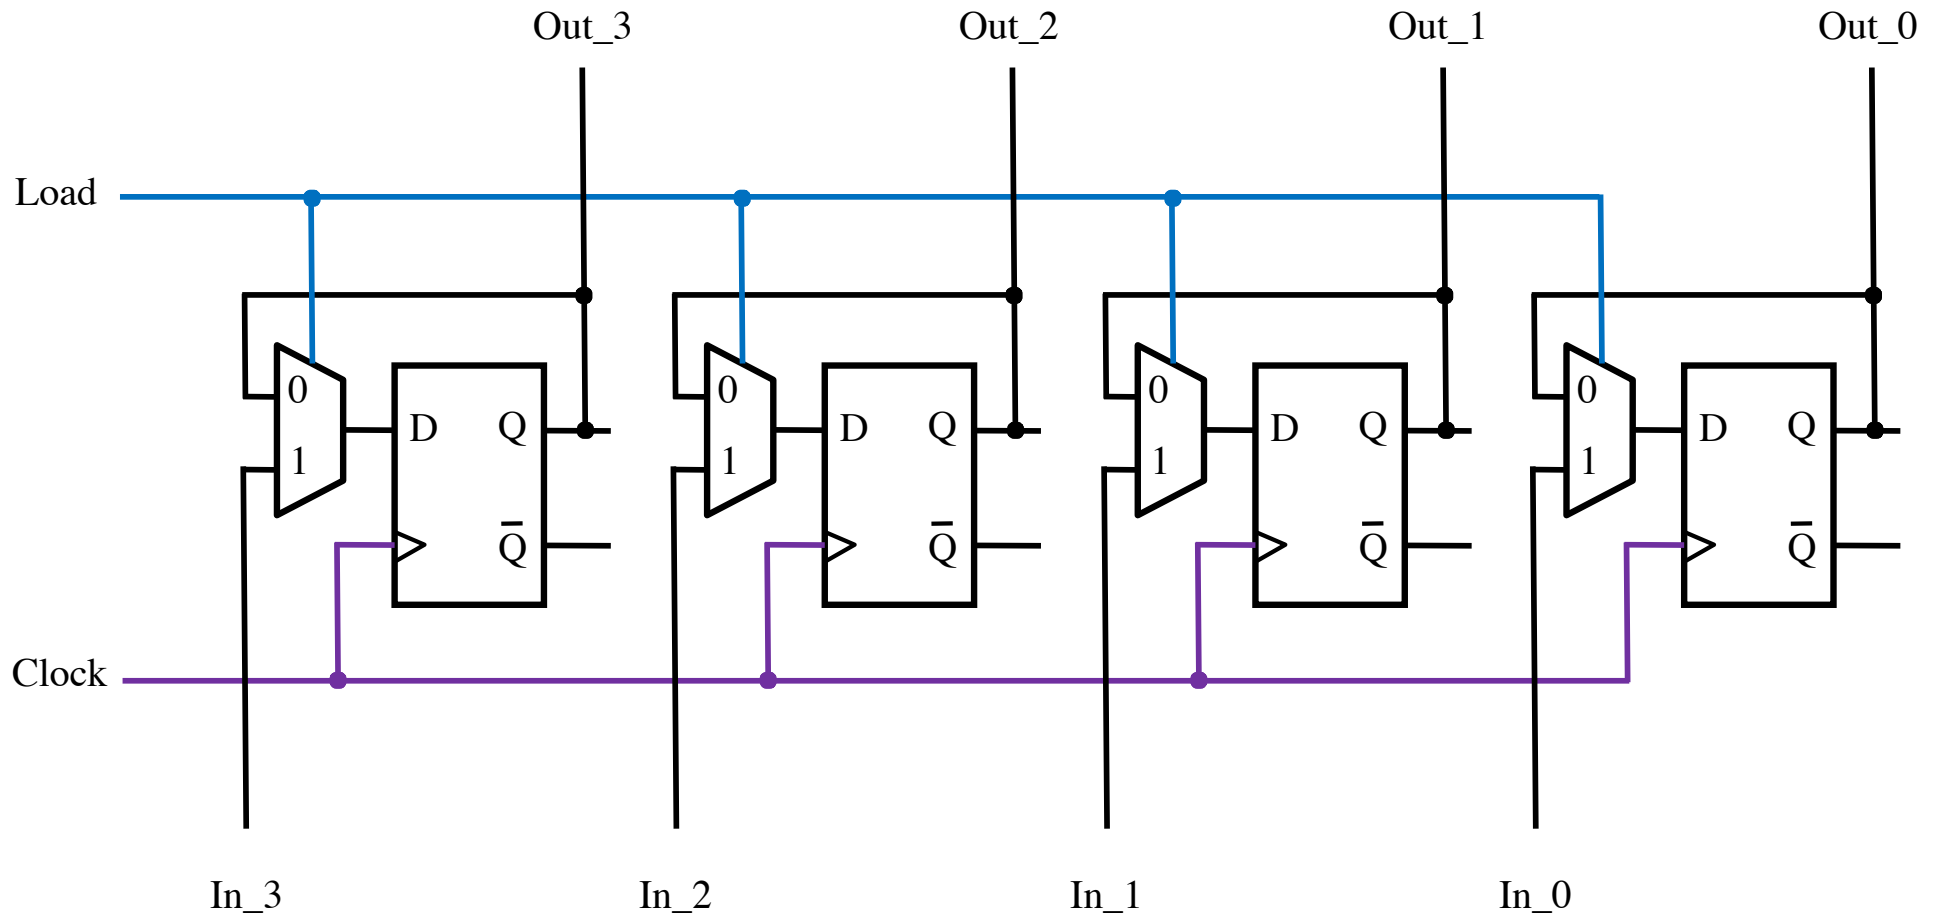 Out_3 Out_2 Out_1 Out_0
Load
0 0 0 0
D Q D Q D Q D Q
1 1 1 1
Q̅ Q̅ Q̅ Q̅
Clock
In_3 In_2 In_1 In_0